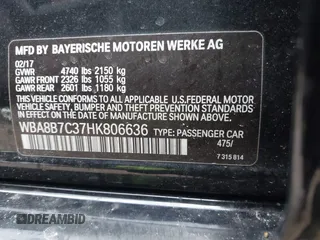 MFD BY BAYERISCHE MOTOREN WERKE AG
02/17
GVWR 4740 lbs 2150 kg
GAWR FRONT 2326 lbs 1055 kg
GAWR REAR 2601 lbs 1180 kg
THIS VEHICLE CONFORMS TO ALL APPLICABLE
U.S. FEDERAL MOTOR VEHICLE SAFETY, BUMPER
AND THEFT PREVENTION STANDARDS IN EFFECT
ON THE DATE OF MANUFACTURE SHOWN ABOVE.
WBA8B7C37HK806636 TYPE: PASSENGER CAR
475/
7 315 814
DREAMBID